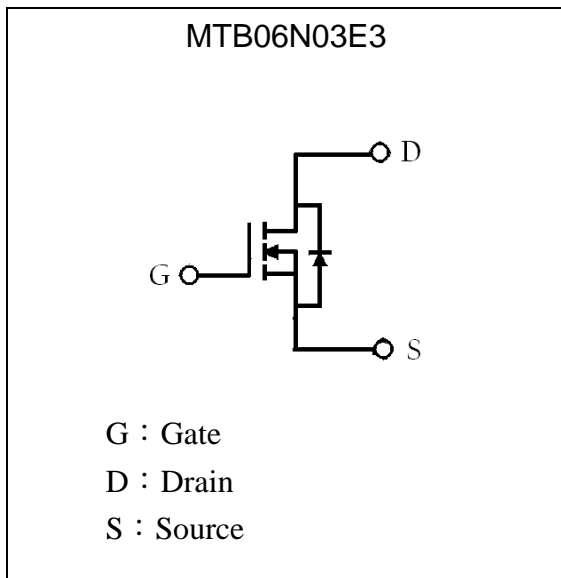 MTB06N03E3
D
G
S
G：Gate
D：Drain
S：Source